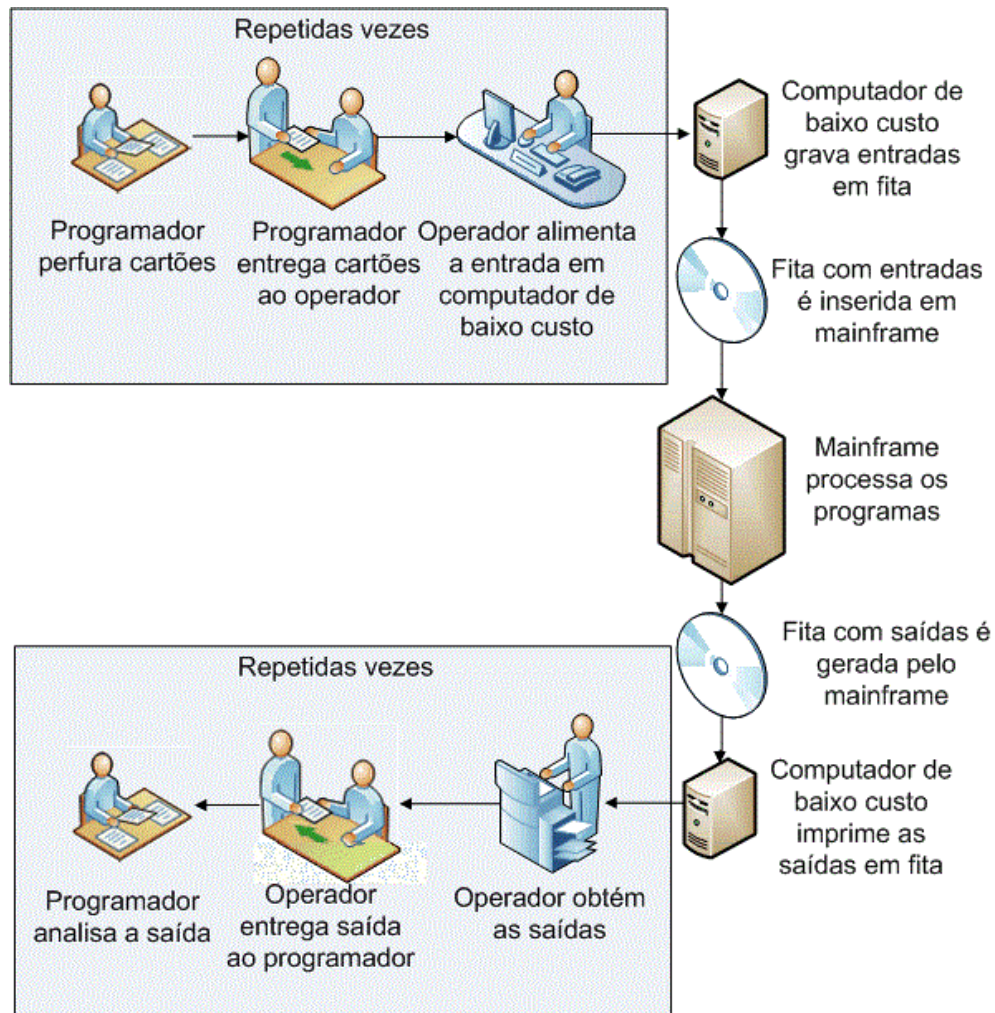 Repetidas vezes
Programador
perfura cartões
Programador
entrega cartões
ao operador
Operador alimenta
a entrada em
computador de
baixo custo
Computador de
baixo custo
grava entradas
em fita
Fita com entradas
é inserida em
mainframe
Mainframe
processa os
programas
Fita com saídas é
gerada pelo
mainframe
Computador de
baixo custo
imprime as
saídas em fita
Repetidas vezes
Operador obtém
as saídas
Operador
entrega saída
ao programador
Programador
analisa a saída